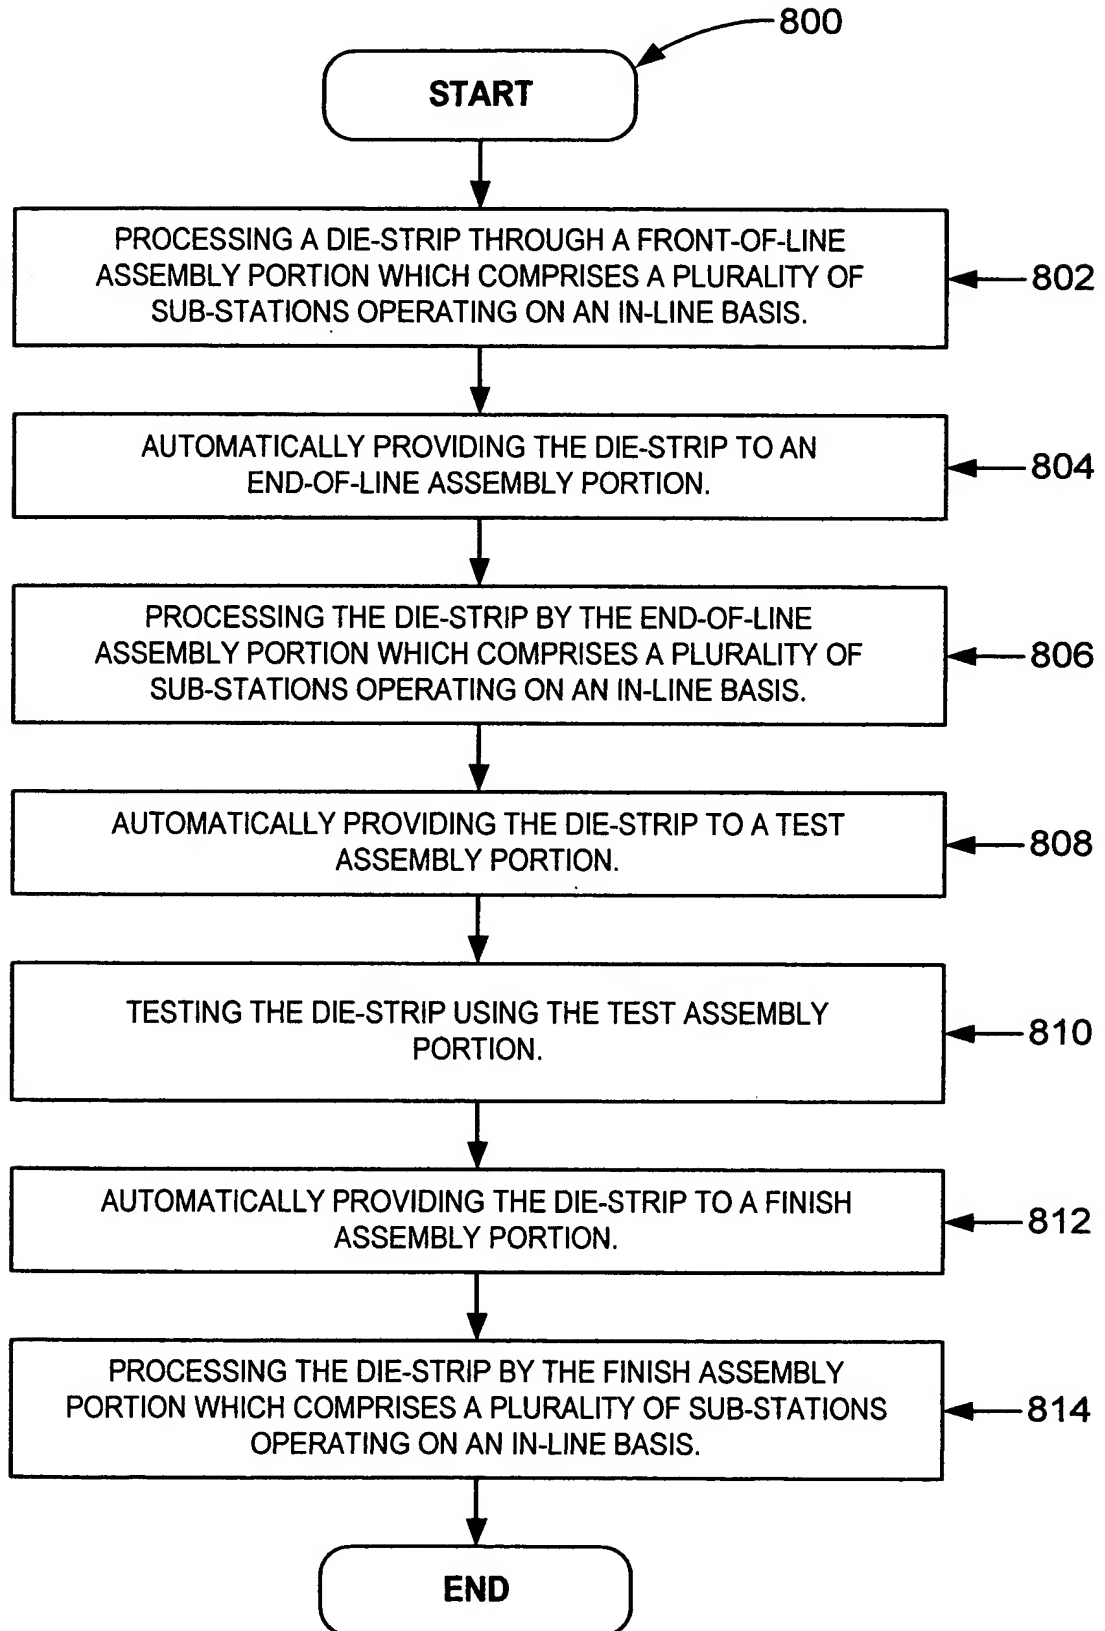 800
START
PROCESSING A DIE-STRIP THROUGH A FRONT-OF-LINE
ASSEMBLY PORTION WHICH COMPRISES A PLURALITY OF
SUB-STATIONS OPERATING ON AN IN-LINE BASIS.
802
AUTOMATICALLY PROVIDING THE DIE-STRIP TO AN
END-OF-LINE ASSEMBLY PORTION.
804
PROCESSING THE DIE-STRIP BY THE END-OF-LINE
ASSEMBLY PORTION WHICH COMPRISES A PLURALITY OF
SUB-STATIONS OPERATING ON AN IN-LINE BASIS.
806
AUTOMATICALLY PROVIDING THE DIE-STRIP TO A TEST
ASSEMBLY PORTION.
808
TESTING THE DIE-STRIP USING THE TEST ASSEMBLY
PORTION.
810
AUTOMATICALLY PROVIDING THE DIE-STRIP TO A FINISH
ASSEMBLY PORTION.
812
PROCESSING THE DIE-STRIP BY THE FINISH ASSEMBLY
PORTION WHICH COMPRISES A PLURALITY OF SUB-STATIONS
OPERATING ON AN IN-LINE BASIS.
814
END